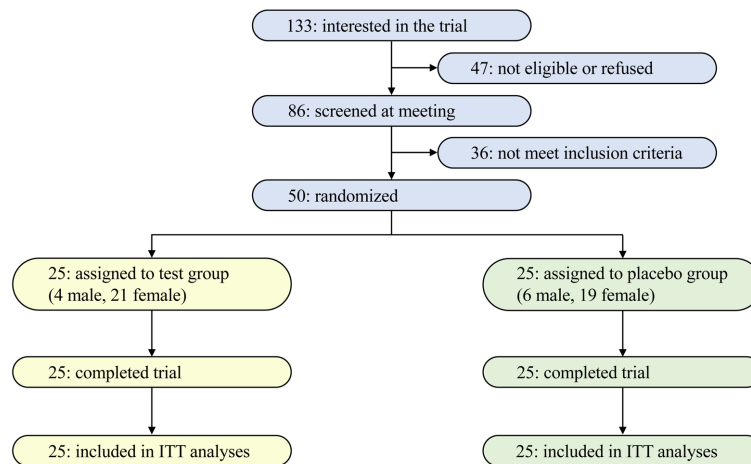 133: interested in the trial
47: not eligible or refused
86: screened at meeting
36: not meet inclusion criteria
50: randomized
25: assigned to test group
(4 male, 21 female)
25: assigned to placebo group
(6 male, 19 female)
25: completed trial
25: completed trial
25: included in ITT analyses
25: included in ITT analyses